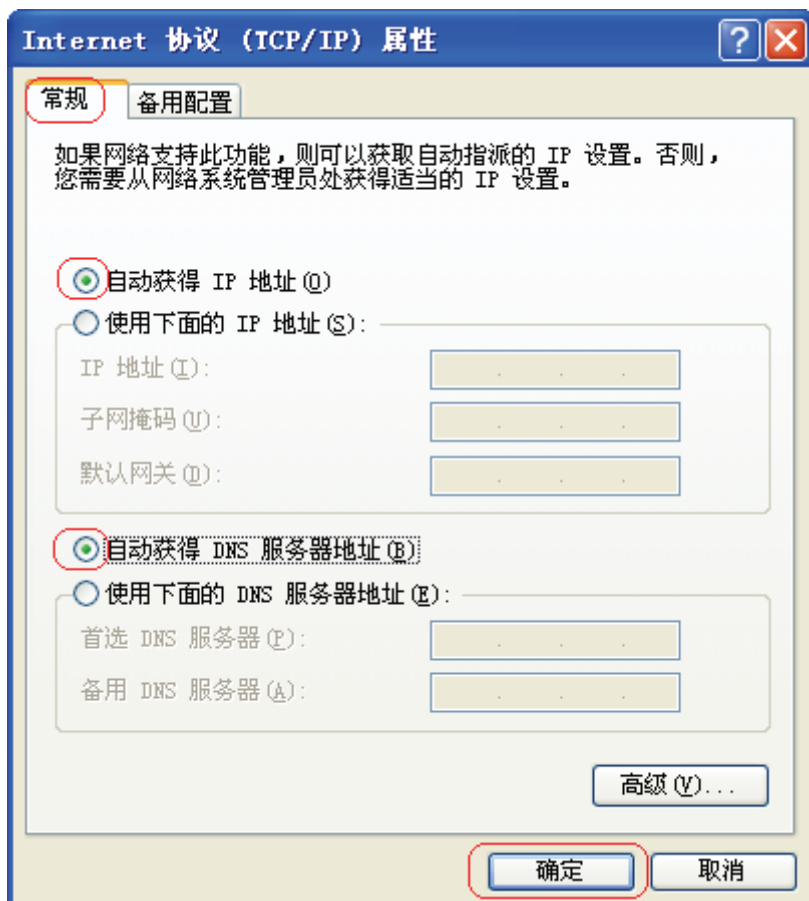 Internet 协议 (TCP/IP) 属性
常规
备用配置
如果网络支持此功能，则可以获取自动指派的 IP 设置。否则，
您需要从网络系统管理员处获得适当的 IP 设置。
自动获得 IP 地址(O)
使用下面的 IP 地址(S):
IP 地址(I):
子网掩码(U):
默认网关(D):
自动获得 DNS 服务器地址(B)
使用下面的 DNS 服务器地址(E):
首选 DNS 服务器(P):
备用 DNS 服务器(A):
高级(V)...
确定
取消